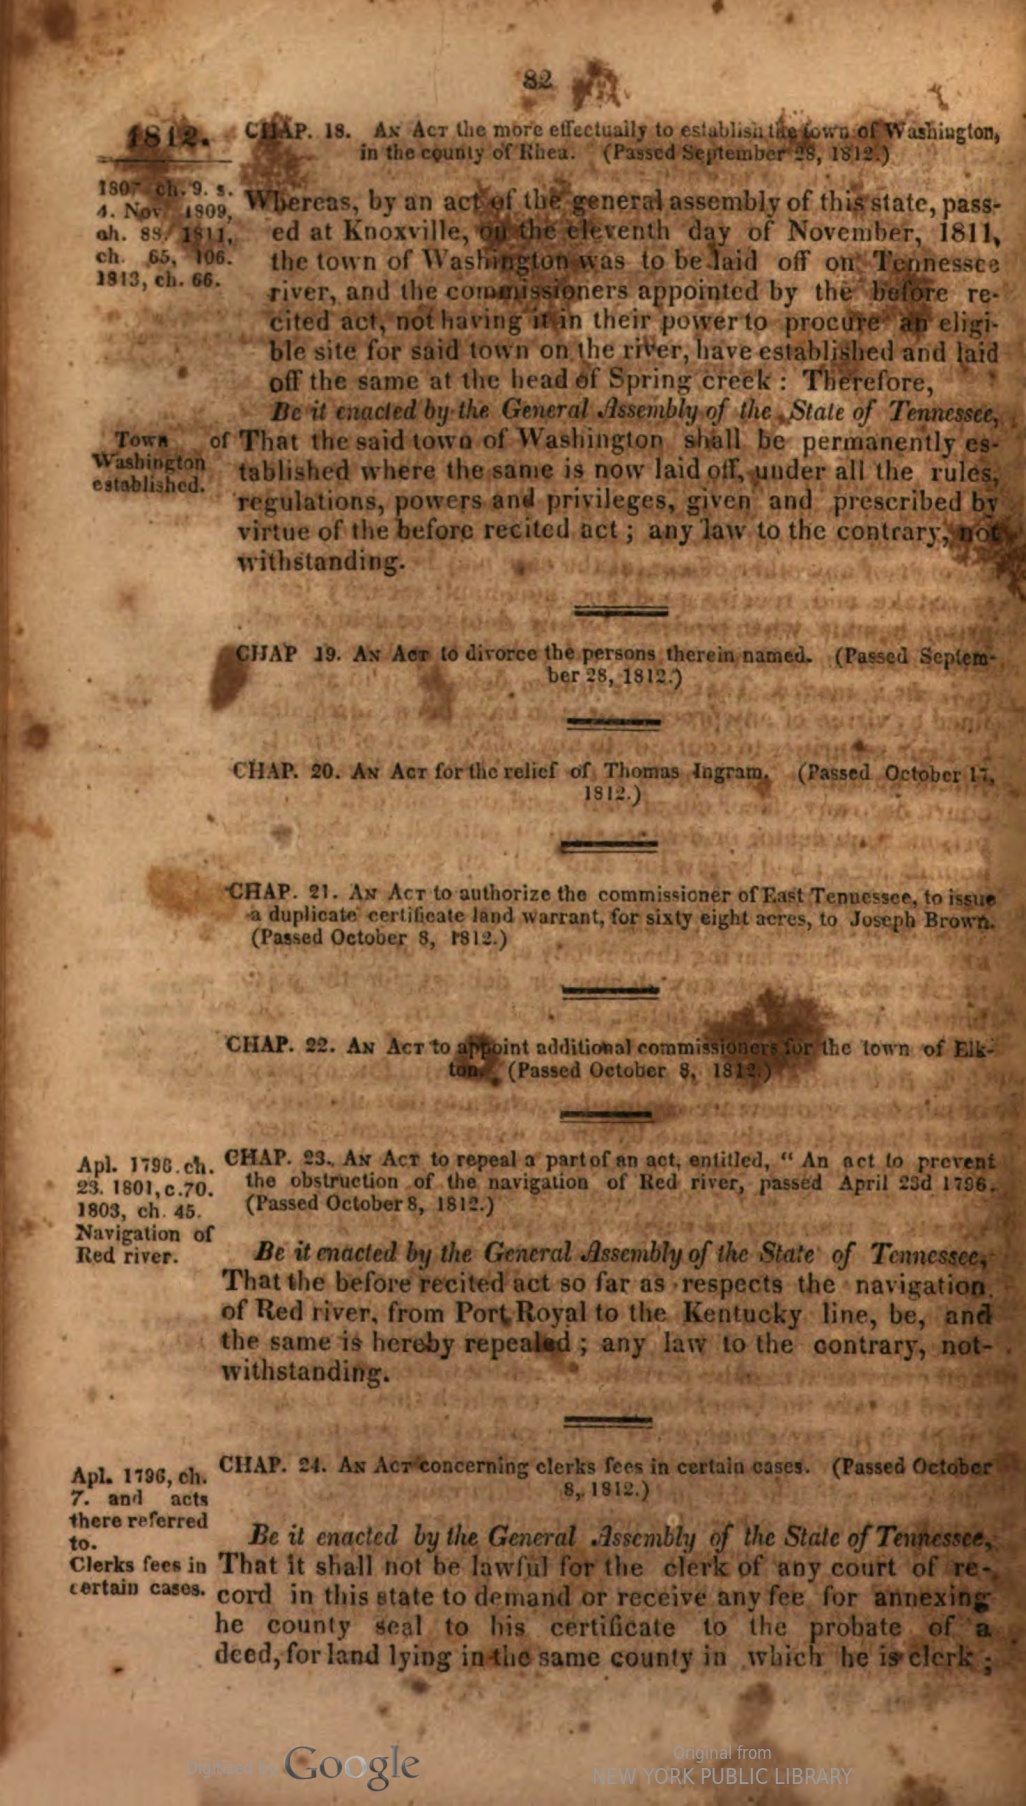 82
1812.
CHAP. 18. AN ACT the more effectually to establish the town of Washington,
in the county of Rhea. (Passed September 28, 1812.)
1807 ch. 9. s.
4. Nov 1809,
ch. 88. 1811,
ch. 65, 106.
1813, ch. 66.
Whereas, by an act of the general assembly of this state, pass-
ed at Knoxville, on the eleventh day of November, 1811,
the town of Washington was to be laid off on Tennessee
river, and the commissioners appointed by the before re-
cited act, not having it in their power to procure an eligi-
ble site for said town on the river, have established and laid
off the same at the head of Spring creek : Therefore,
Be it enacted by the General Assembly of the State of Tennessee,
Town of
Washington
established.
That the said town of Washington shall be permanently es-
tablished where the same is now laid off, under all the rules,
regulations, powers and privileges, given and prescribed by
virtue of the before recited act ; any law to the contrary, not
withstanding.
CHAP 19. AN ACT to divorce the persons therein named. (Passed Septem-
ber 28, 1812.)
CHAP. 20. AN ACT for the relief of Thomas Ingram. (Passed October 17,
1812.)
CHAP. 21. AN ACT to authorize the commissioner of East Tennessee, to issue
a duplicate certificate land warrant, for sixty eight acres, to Joseph Brown.
(Passed October 8, 1812.)
CHAP. 22. AN ACT to appoint additional commissioners for the town of Elk-
ton. (Passed October 8, 1812.)
Apl. 1796. ch.
23. 1801, c. 70.
1803, ch. 45.
Navigation of
Red river.
CHAP. 23. AN ACT to repeal a part of an act, entitled, “ An act to prevent
the obstruction of the navigation of Red river, passed April 23d 1796.
(Passed October 8, 1812.)
Be it enacted by the General Assembly of the State of Tennessee,
That the before recited act so far as respects the navigation
of Red river, from Port Royal to the Kentucky line, be, and
the same is hereby repealed ; any law to the contrary, not-
withstanding.
Apl. 1796, ch.
7. and acts
there referred
to.
Clerks fees in
certain cases.
CHAP. 24. AN ACT concerning clerks fees in certain cases. (Passed October
8, 1812.)
Be it enacted by the General Assembly of the State of Tennessee,
That it shall not be lawful for the clerk of any court of re-
cord in this state to demand or receive any fee for annexing
he county seal to his certificate to the probate of a
deed, for land lying in the same county in which he is clerk ;
Digitized by Google
Original from
NEW YORK PUBLIC LIBRARY